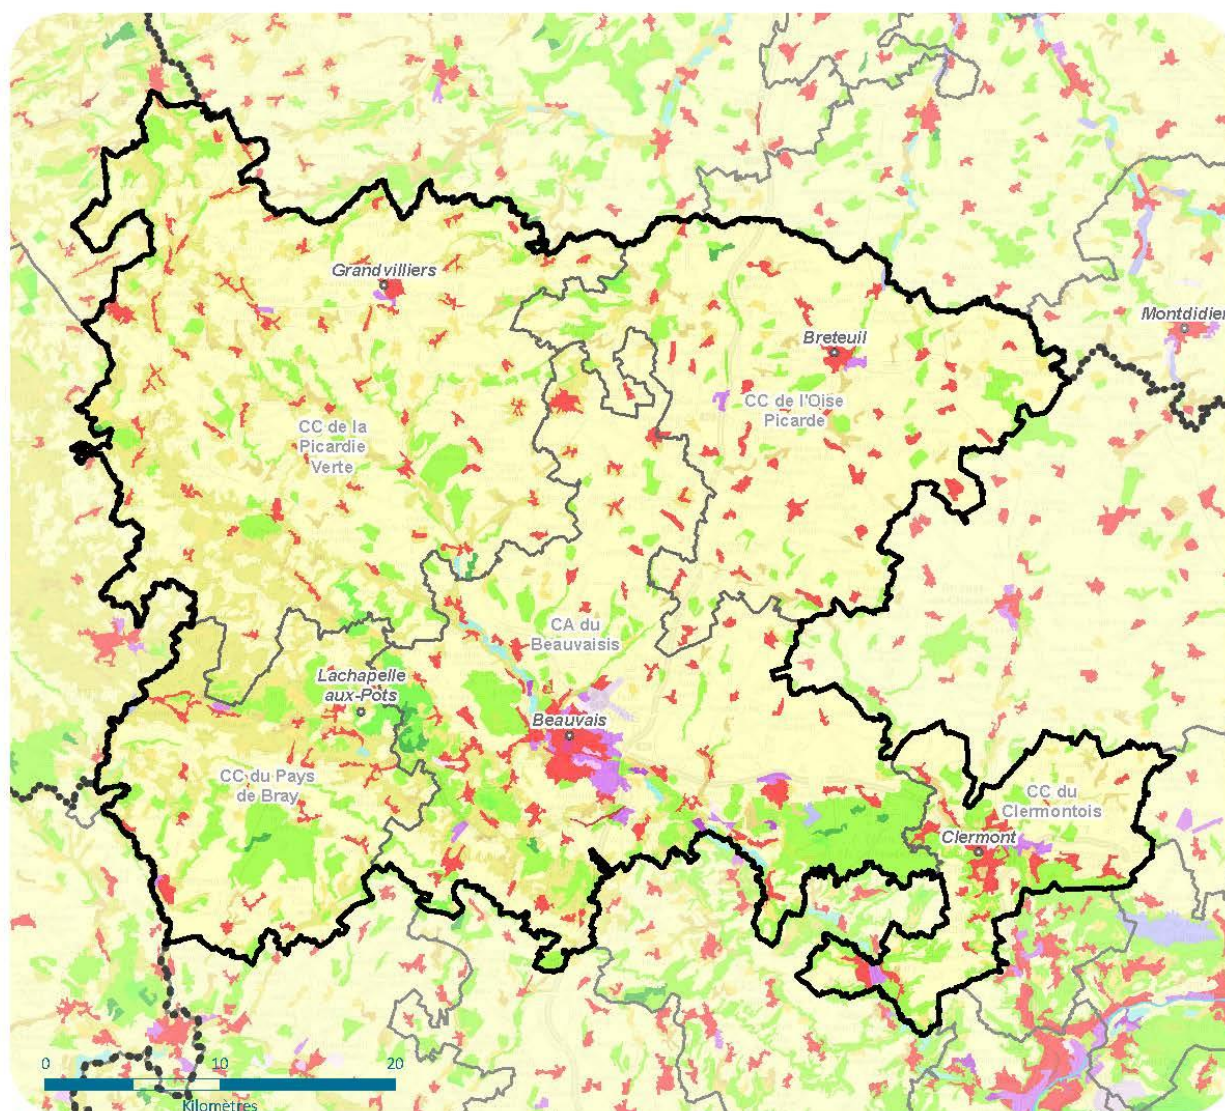 Grandvilliers
Montdidier
Breteuil
CC de l'Oise
Picarde
CC de la
Picardie
Verte
CA du
Beauvaisis
Lachapelle
aux-Pots
Beauvais
CC du Pays
de Bray
CC du
Clermontois
Clermont
0 10 20
Kilomètres